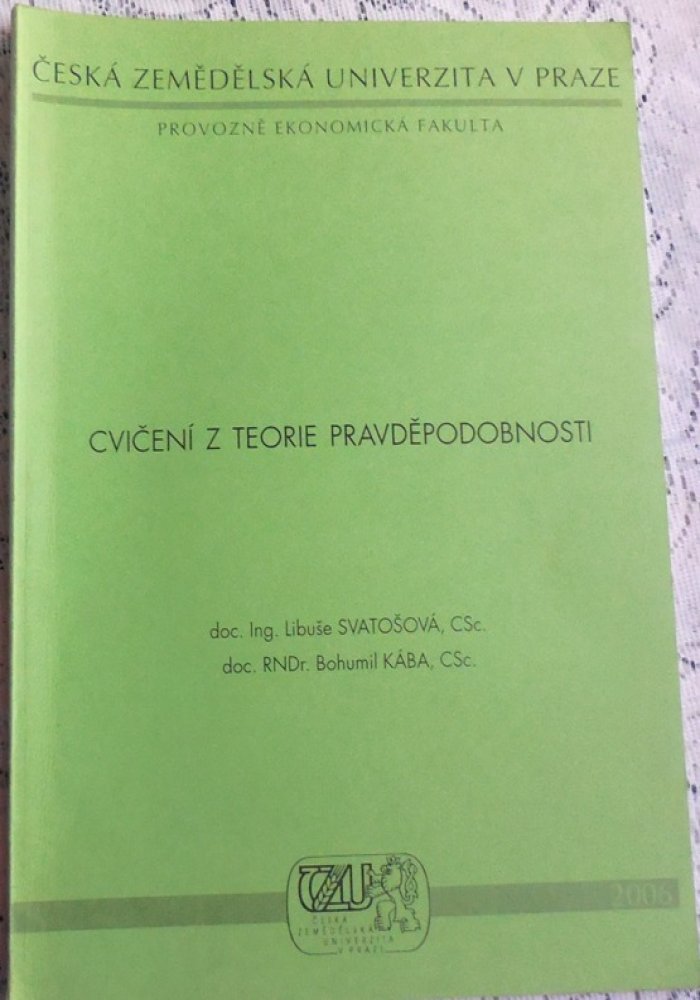 ČESKÁ ZEMĚDĚLSKÁ UNIVERZITA V PRAZE
PROVOZNĚ EKONOMICKÁ FAKULTA
CVIČENÍ Z TEORIE PRAVDĚPODOBNOSTI
doc. Ing. Libuše SVATOŠOVÁ, CSc.
doc. RNDr. Bohumil KÁBA, CSc.
ČZU
ČESKÁ
ZEMĚDĚLSKÁ
UNIVERZITA
V PRAZE
2006